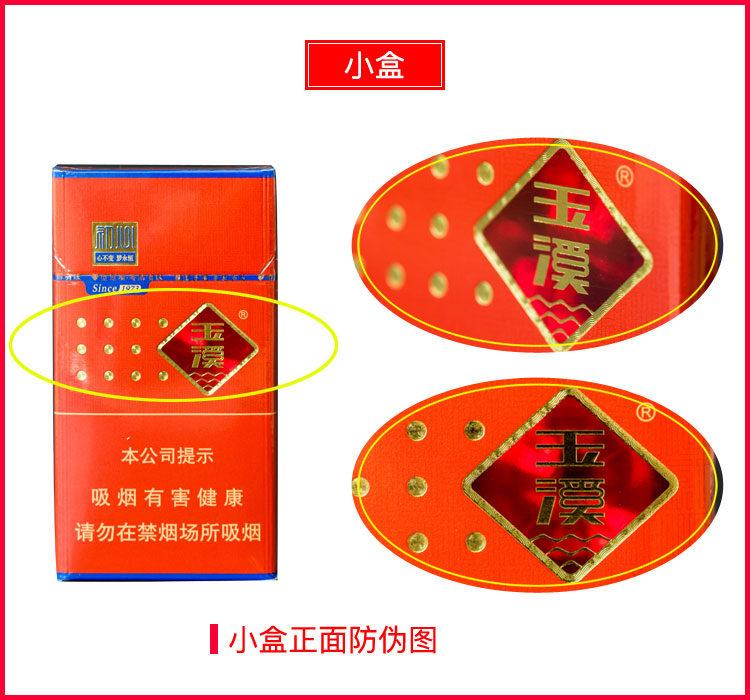 小盒
初心
心不变 梦永恒
Since 1973
玉溪
®
本公司提示
吸烟有害健康
请勿在禁烟场所吸烟
玉溪
®
玉溪
®
小盒正面防伪图